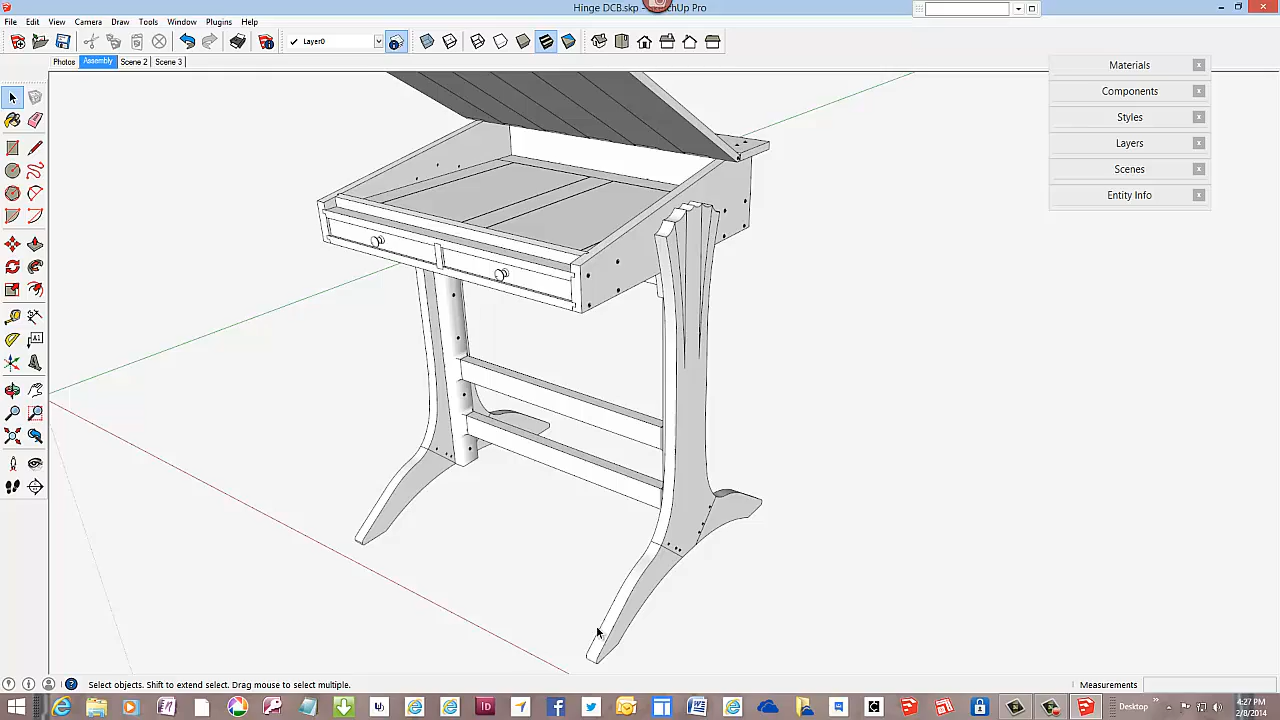 Hinge DCB.skp - SketchUp Pro
File Edit View Camera Draw Tools Window Plugins Help
Layer0
Photos Assembly Scene 2 Scene 3
Materials
Components
Styles
Layers
Scenes
Entity Info
Select objects. Shift to extend select. Drag mouse to select multiple.
Measurements
Desktop
4:27 PM
2/8/2014